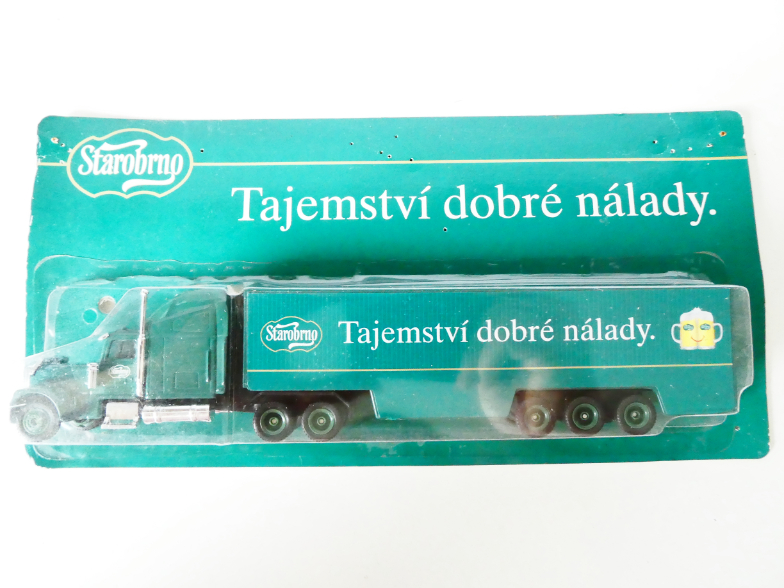 Starobrno
Tajemství dobré nálady.
Starobrno
Tajemství dobré nálady.